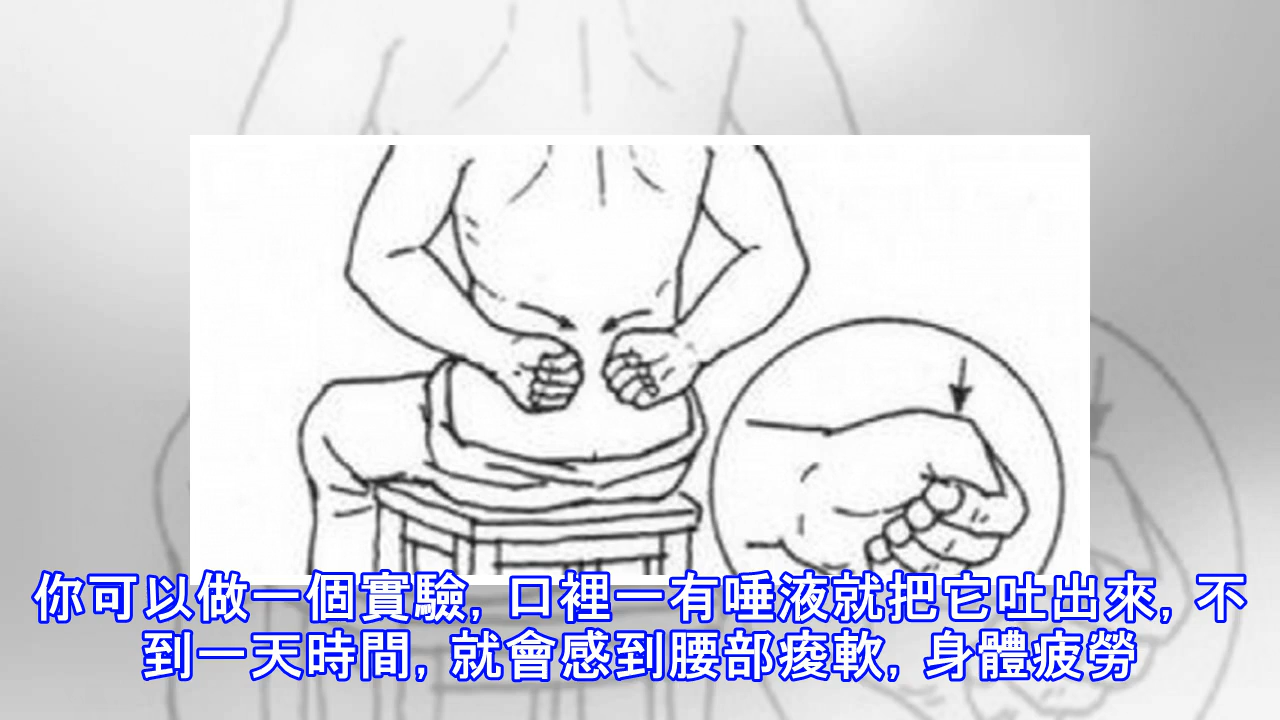 你可以做一個實驗, 口裡一有唾液就把它吐出來, 不
到一天時間, 就會感到腰部痠軟, 身體疲勞